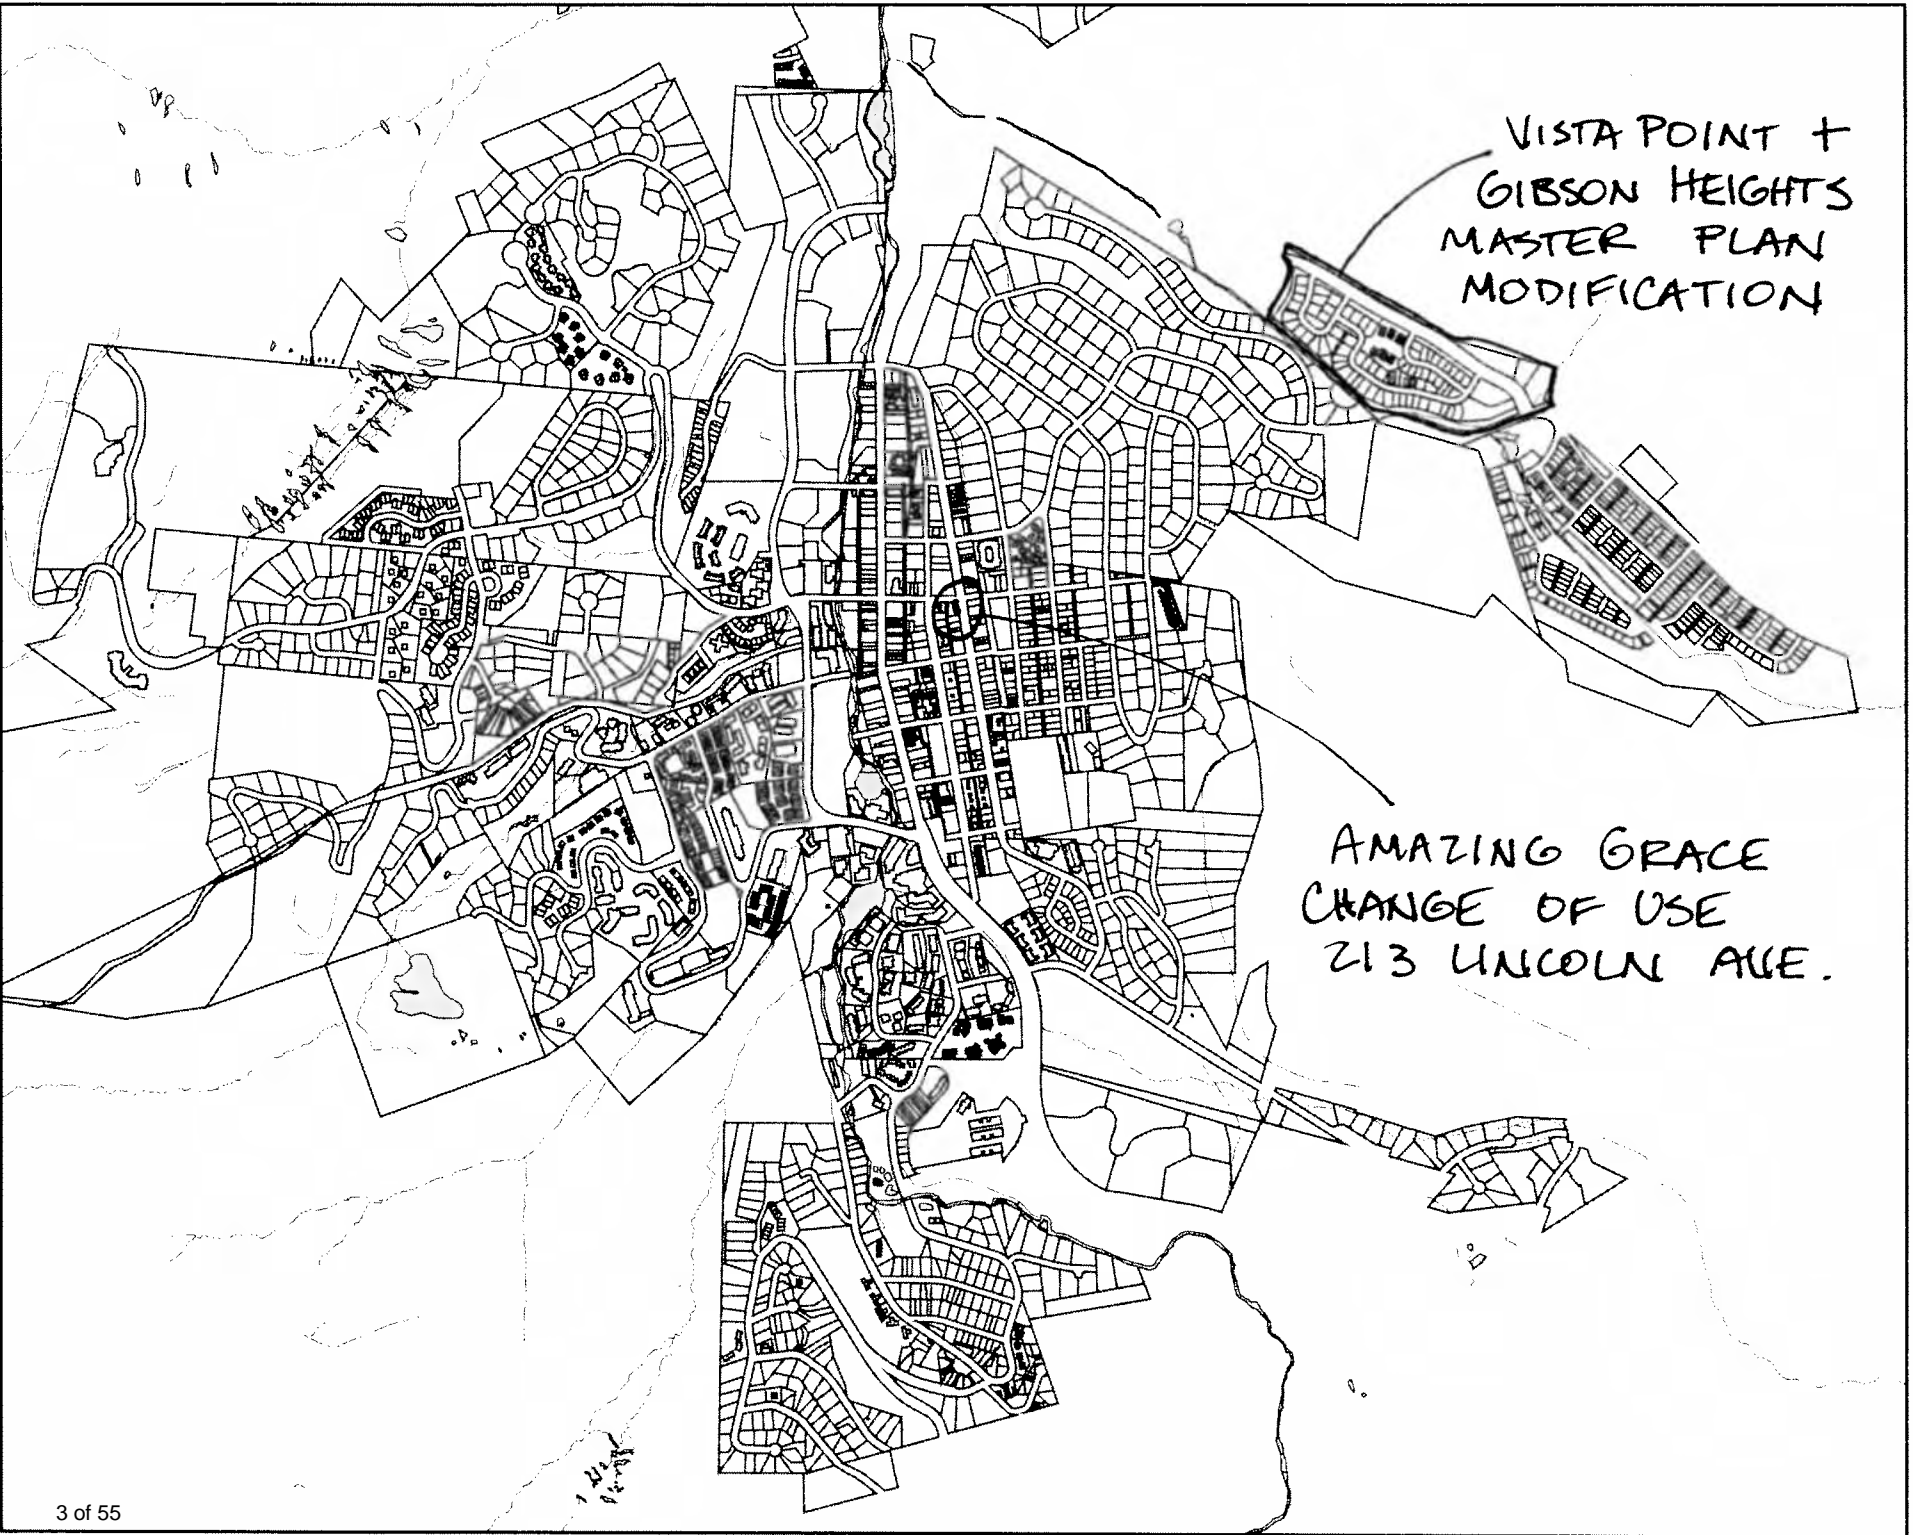 VISTA POINT +
GIBSON HEIGHTS
MASTER PLAN
MODIFICATION
AMAZING GRACE
CHANGE OF USE
213 LINCOLN AVE.
3 of 55